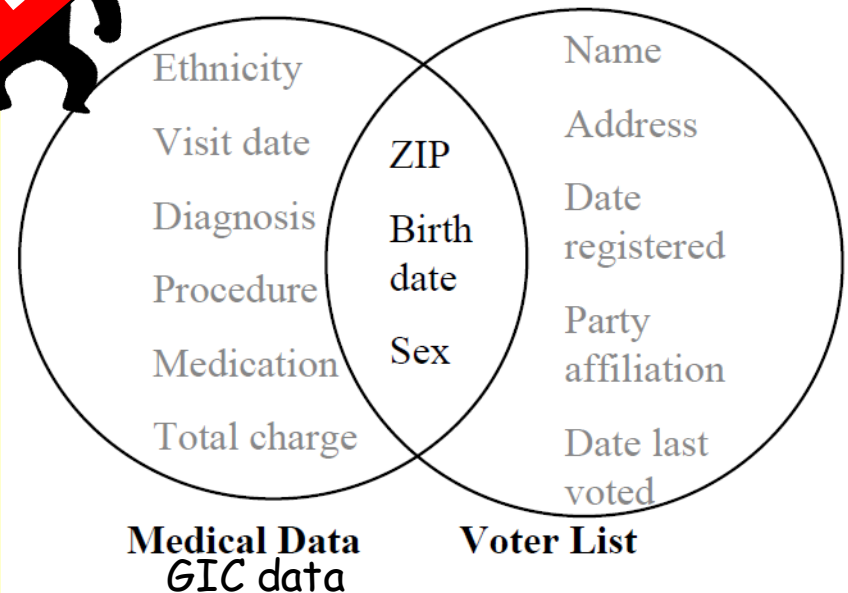 Ethnicity
Visit date
Diagnosis
Procedure
Medication
Total charge
ZIP
Birth
date
Sex
Name
Address
Date
registered
Party
affiliation
Date last
voted
Medical Data
GIC data
Voter List